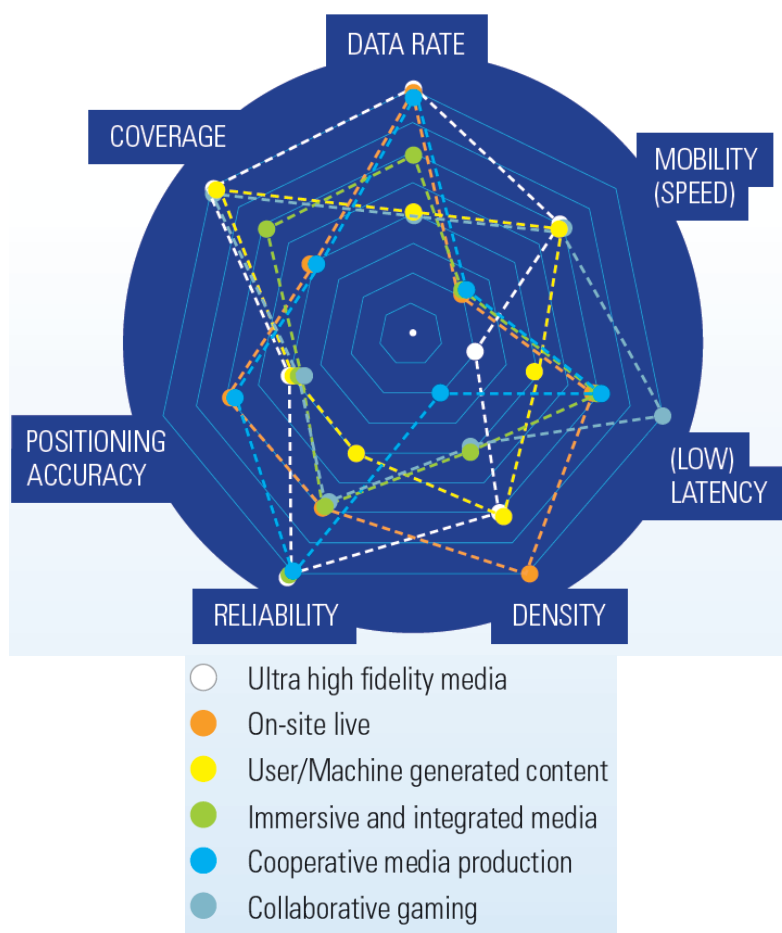 DATA RATE
COVERAGE
MOBILITY
(SPEED)
POSITIONING
ACCURACY
(LOW)
LATENCY
RELIABILITY
DENSITY
Ultra high fidelity media
On-site live
User/Machine generated content
Immersive and integrated media
Cooperative media production
Collaborative gaming